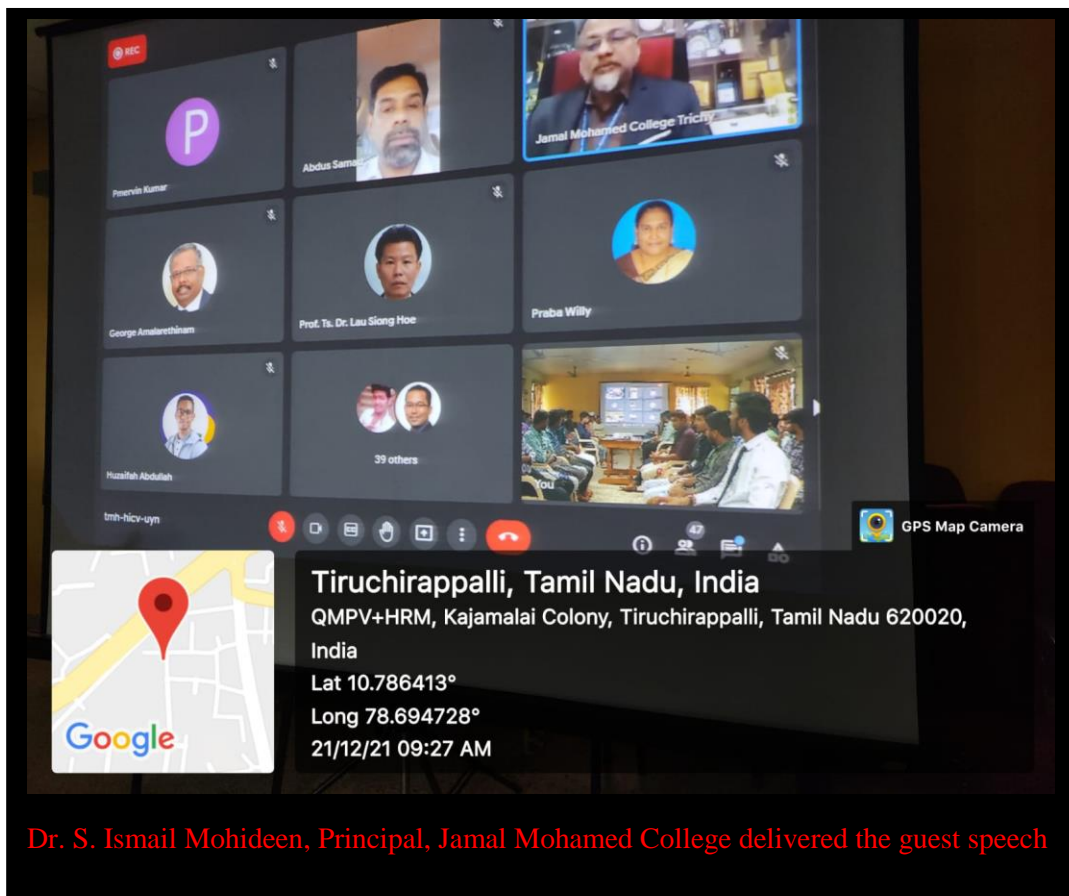 REC
P
Pmervin Kumar
Abdus Samad
Jamal Mohamed College Trichy
George Amalarethinam
Prof. Ts. Dr. Lau Siong Hoe
Praba Willy
Huzaifah Abdullah
39 others
You
tmh-hicv-uyn
47
GPS Map Camera
Google
Tiruchirappalli, Tamil Nadu, India
QMPV+HRM, Kajamalai Colony, Tiruchirappalli, Tamil Nadu 620020,
India
Lat 10.786413°
Long 78.694728°
21/12/21 09:27 AM
Dr. S. Ismail Mohideen, Principal, Jamal Mohamed College delivered the guest speech